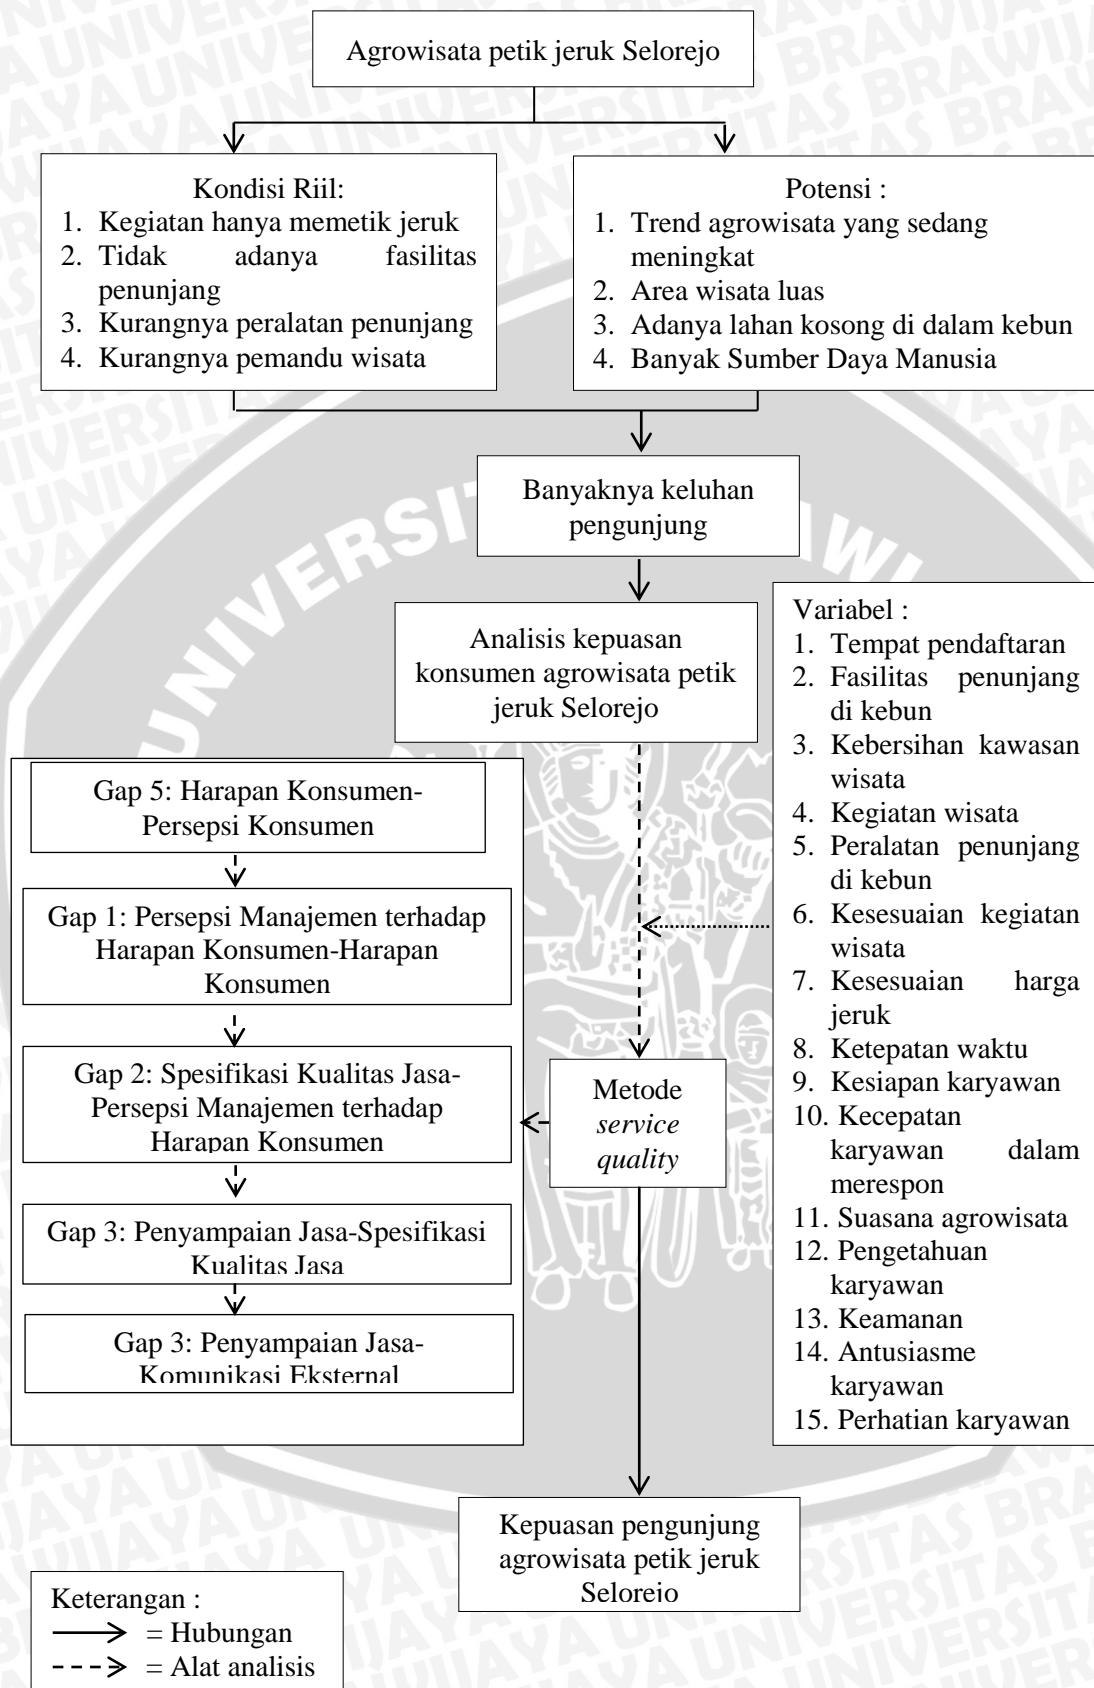 Agrowisata petik jeruk Selorejo
Kondisi Riil:
1. Kegiatan hanya memetik jeruk
2. Tidak adanya fasilitas
penunjang
3. Kurangnya peralatan penunjang
4. Kurangnya pemandu wisata
Potensi :
1. Trend agrowisata yang sedang
meningkat
2. Area wisata luas
3. Adanya lahan kosong di dalam kebun
4. Banyak Sumber Daya Manusia
Banyaknya keluhan
pengunjung
Analisis kepuasan
konsumen agrowisata petik
jeruk Selorejo
Variabel :
1. Tempat pendaftaran
2. Fasilitas penunjang
di kebun
3. Kebersihan kawasan
wisata
4. Kegiatan wisata
5. Peralatan penunjang
di kebun
6. Kesesuaian kegiatan
wisata
7. Kesesuaian harga
jeruk
8. Ketepatan waktu
9. Kesiapan karyawan
10. Kecepatan
karyawan dalam
merespon
11. Suasana agrowisata
12. Pengetahuan
karyawan
13. Keamanan
14. Antusiasme
karyawan
15. Perhatian karyawan
Gap 5: Harapan Konsumen-
Persepsi Konsumen
Gap 1: Persepsi Manajemen terhadap
Harapan Konsumen-Harapan
Konsumen
Gap 2: Spesifikasi Kualitas Jasa-
Persepsi Manajemen terhadap
Harapan Konsumen
Gap 3: Penyampaian Jasa-Spesifikasi
Kualitas Jasa
Gap 3: Penyampaian Jasa-
Komunikasi Eksternal
Metode
service
quality
Kepuasan pengunjung
agrowisata petik jeruk
Selorejo
Keterangan :
= Hubungan
= Alat analisis